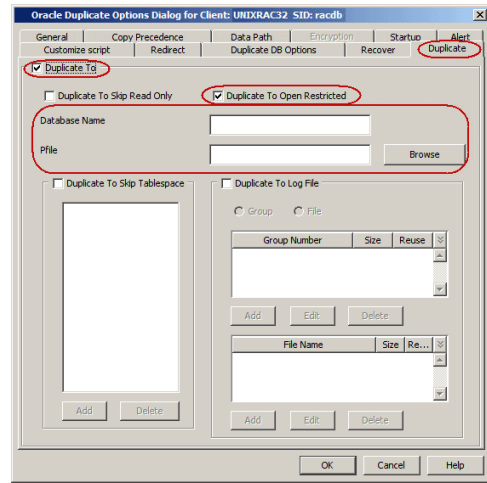 Oracle Duplicate Options Dialog for Client: UNIXRAC32 SID: racdb
General Copy Precedence Data Path Encryption Startup Alert
Customize script Redirect Duplicate DB Options Recover Duplicate
Duplicate To
Duplicate To Skip Read Only Duplicate To Open Restricted
Database Name
Pfile Browse
Duplicate To Skip Tablespace Duplicate To Log File
Group File
Group Number Size Reuse
Add Edit Delete
File Name Size Re...
Add Delete Add Edit Delete
OK Cancel Help